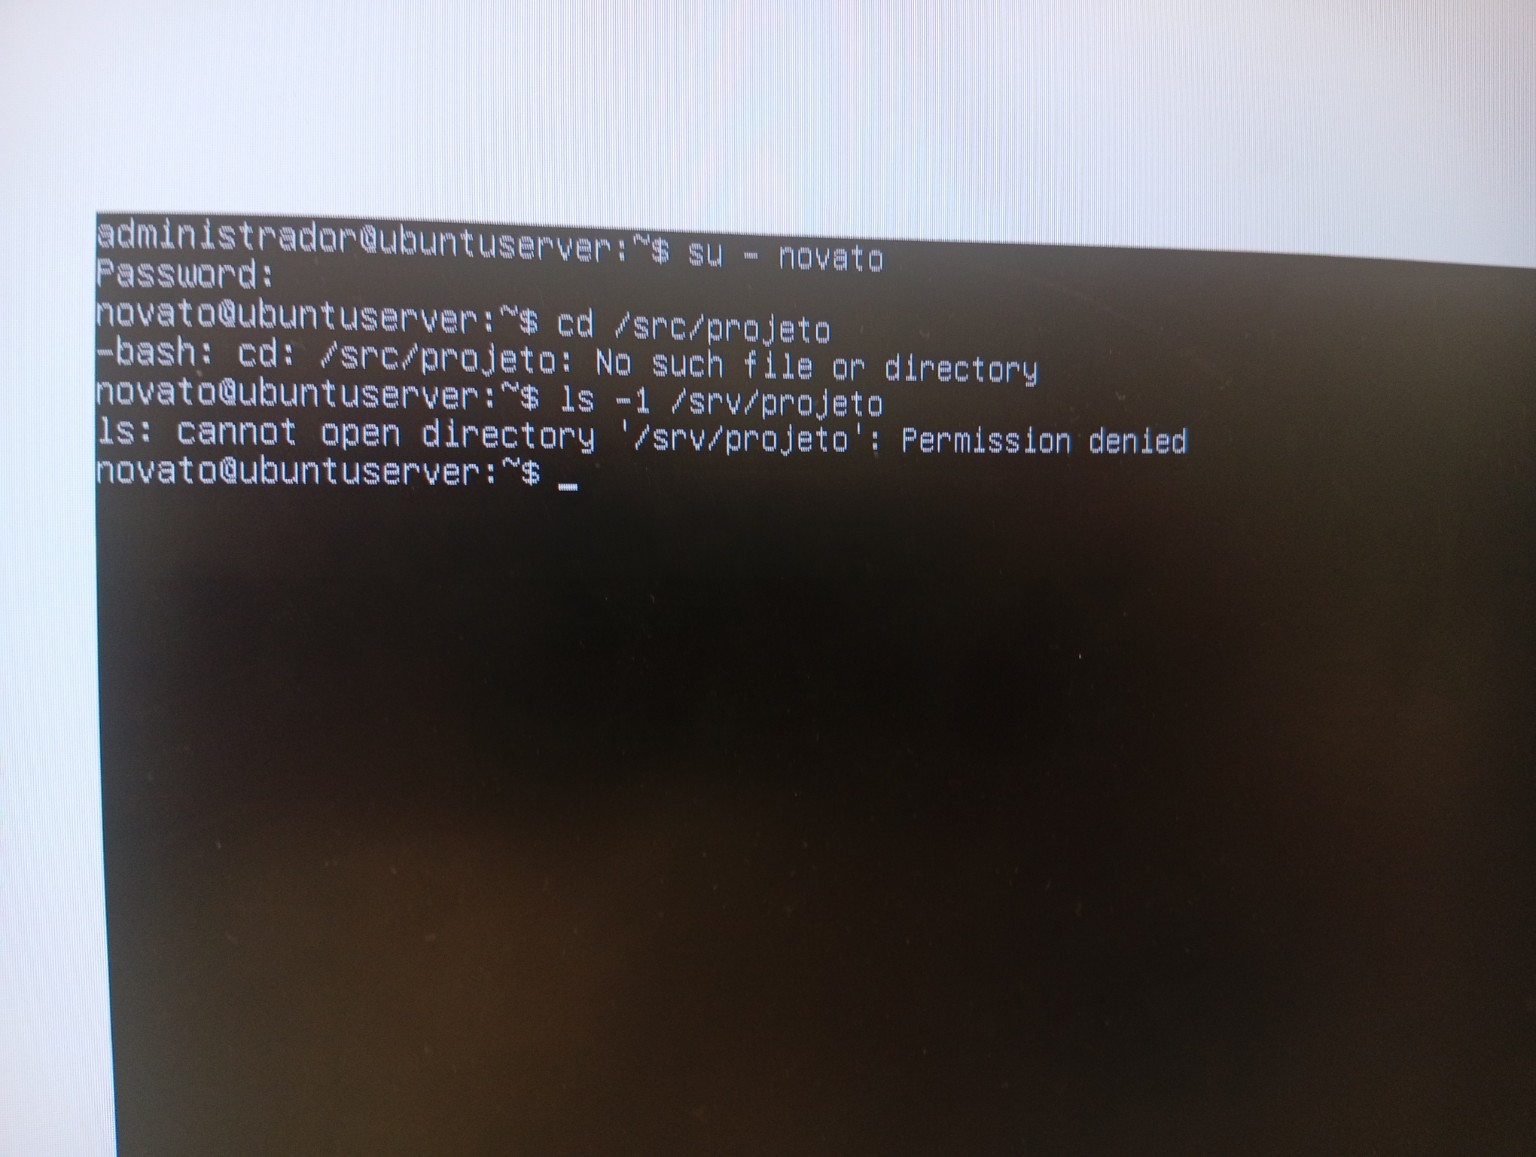 administrador@ubuntuserver:~$ su - novato
Password:
novato@ubuntuserver:~$ cd /src/projeto
-bash: cd: /src/projeto: No such file or directory
novato@ubuntuserver:~$ ls -1 /srv/projeto
ls: cannot open directory '/srv/projeto': Permission denied
novato@ubuntuserver:~$ _